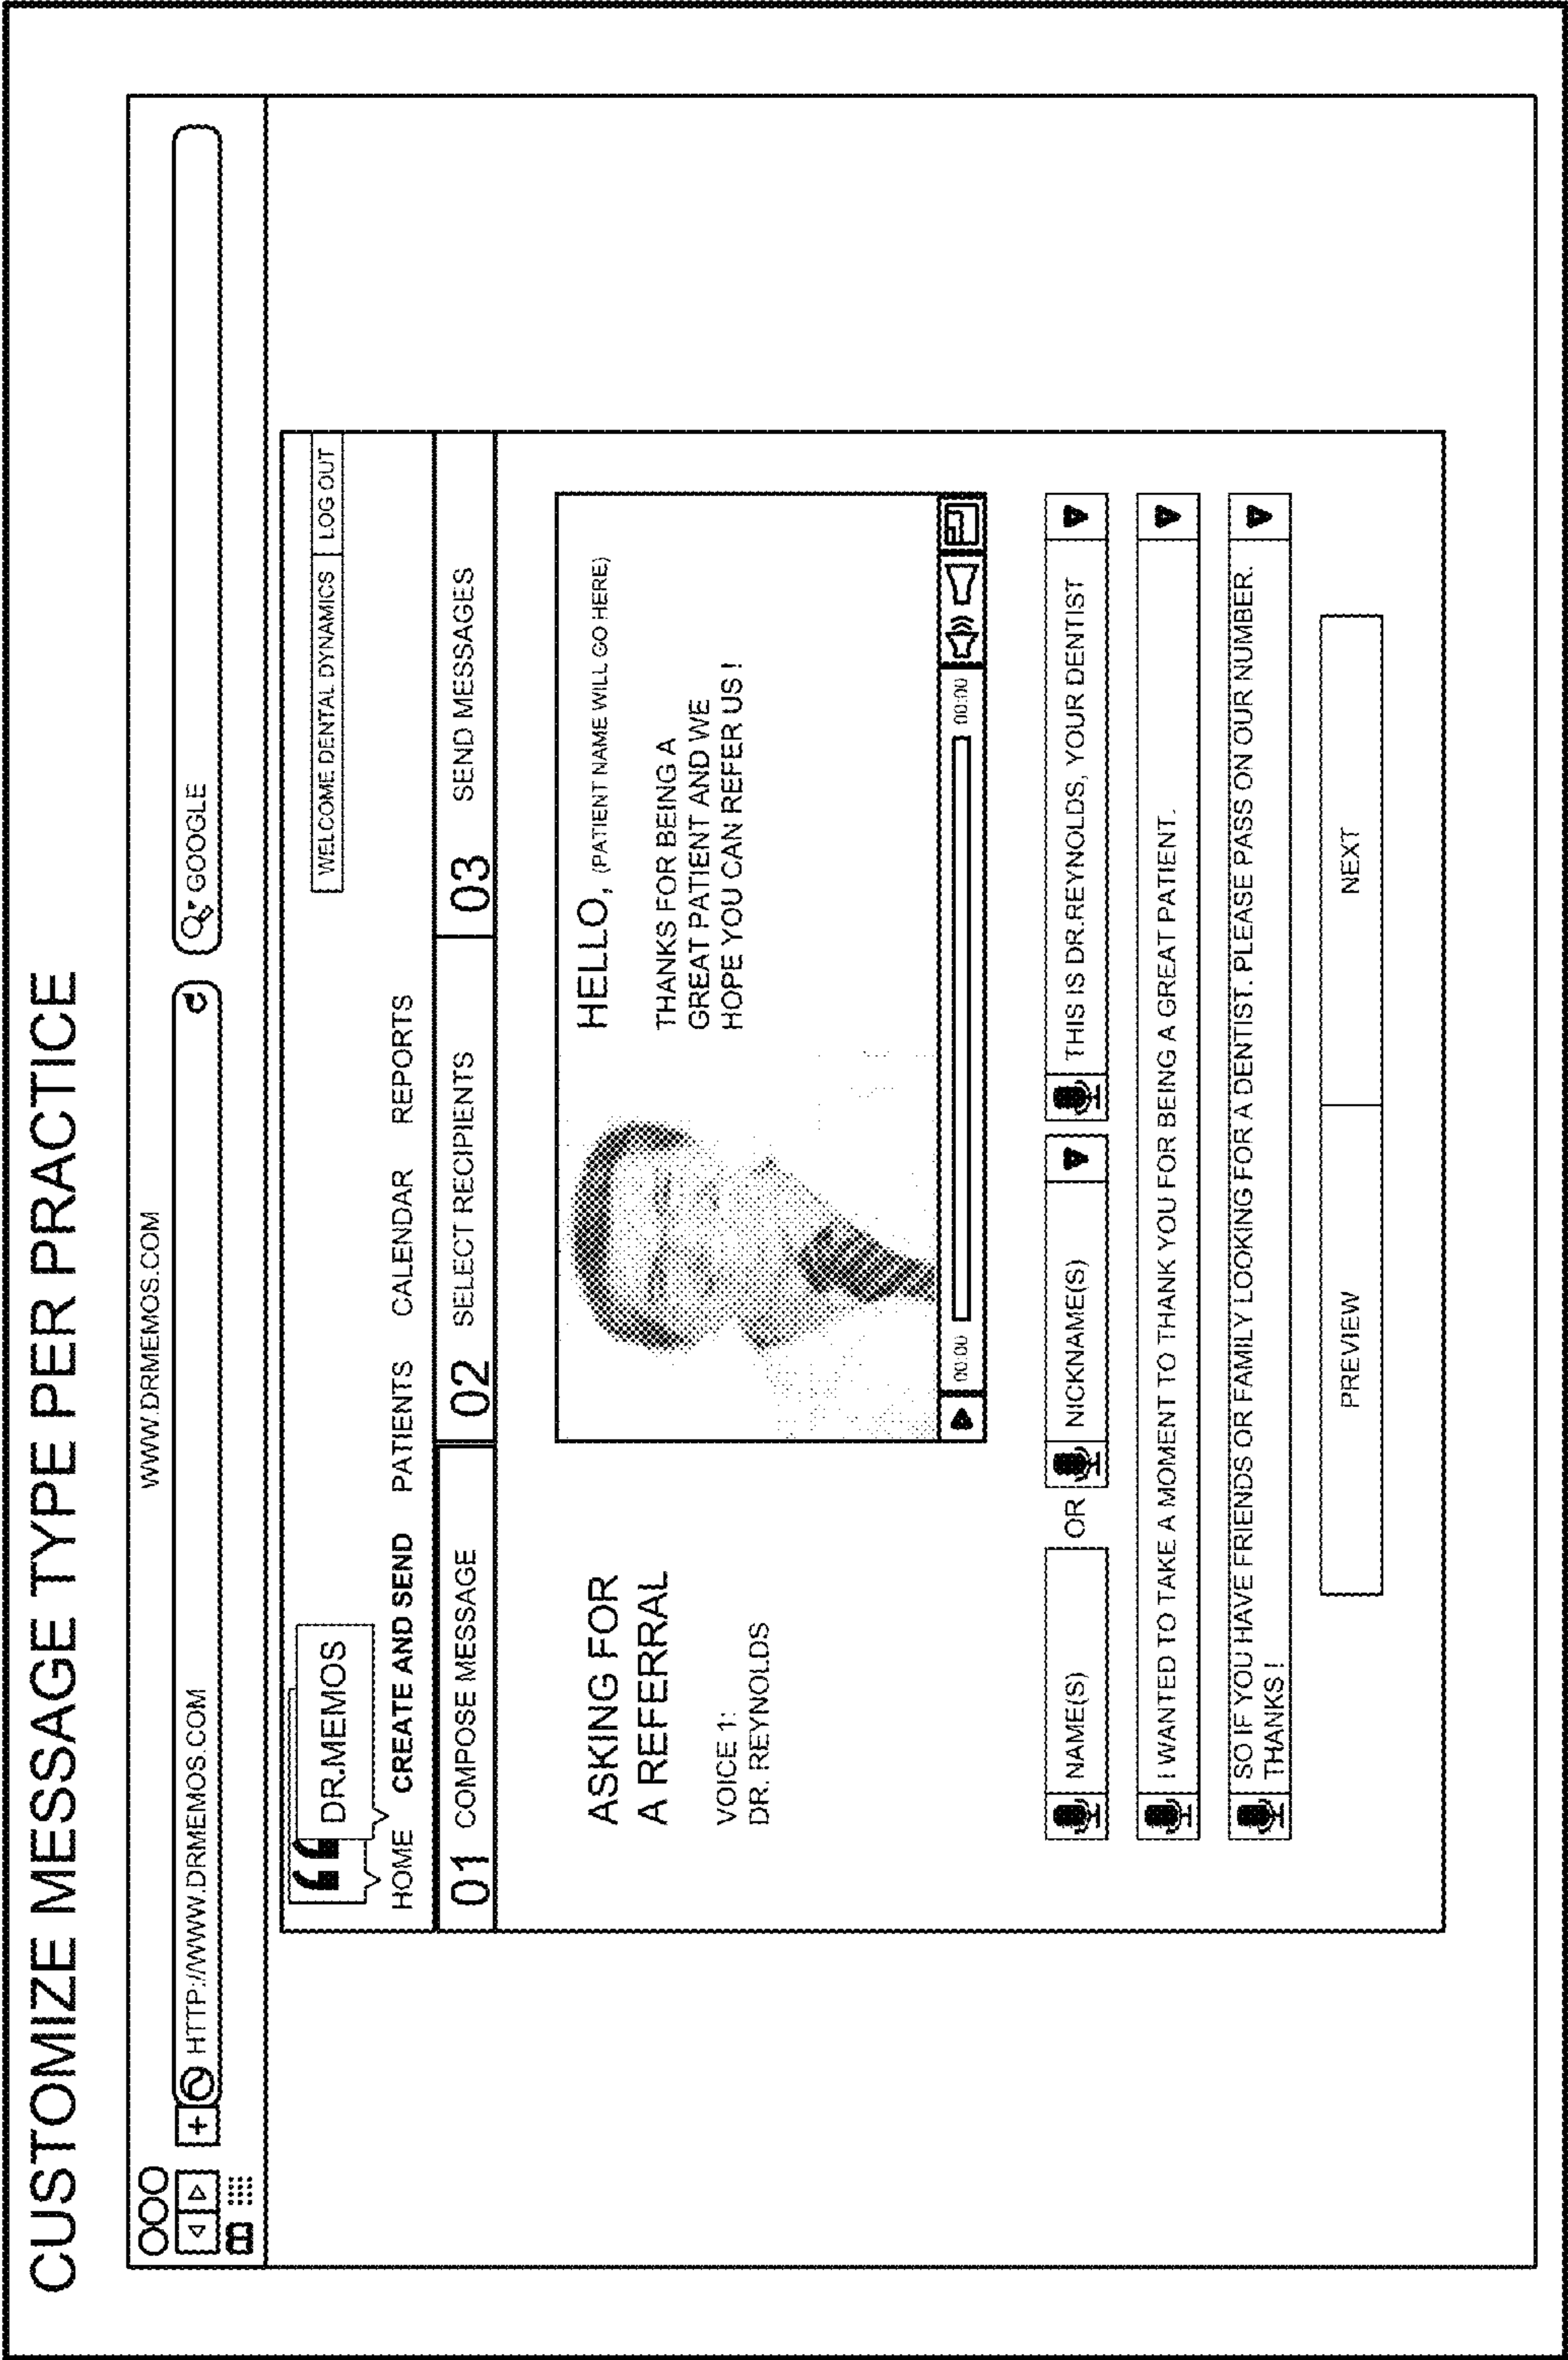 CUSTOMIZE MESSAGE TYPE PER PRACTICE
WWW.DRMEMOS.COM
+ HTTP://WWW.DRMEMOS.COM
GOOGLE
“ DR.MEMOS
WELCOME DENTAL DYNAMICS | LOG OUT
HOME CREATE AND SEND PATIENTS CALENDAR REPORTS
01 COMPOSE MESSAGE
02 SELECT RECIPIENTS
03 SEND MESSAGES
ASKING FOR
A REFERRAL
VOICE 1:
DR. REYNOLDS
HELLO, (PATIENT NAME WILL GO HERE)
THANKS FOR BEING A
GREAT PATIENT AND WE
HOPE YOU CAN REFER US !
00:00 00:00
NAME(S) OR NICKNAME(S) THIS IS DR.REYNOLDS, YOUR DENTIST
I WANTED TO TAKE A MOMENT TO THANK YOU FOR BEING A GREAT PATIENT.
SO IF YOU HAVE FRIENDS OR FAMILY LOOKING FOR A DENTIST. PLEASE PASS ON OUR NUMBER.
THANKS !
PREVIEW NEXT